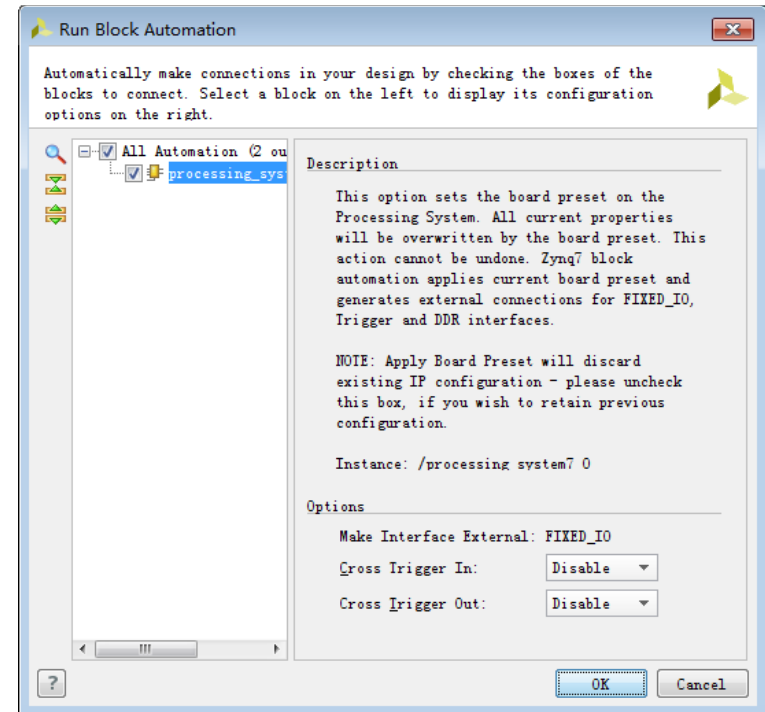 Run Block Automation
Automatically make connections in your design by checking the boxes of the
blocks to connect. Select a block on the left to display its configuration
options on the right.
All Automation (2 ou
processing_sys
Description
This option sets the board preset on the
Processing System. All current properties
will be overwritten by the board preset. This
action cannot be undone. Zynq7 block
automation applies current board preset and
generates external connections for FIXED_IO,
Trigger and DDR interfaces.
NOTE: Apply Board Preset will discard
existing IP configuration - please uncheck
this box, if you wish to retain previous
configuration.
Instance: /processing_system7_0
Options
Make Interface External: FIXED_IO
Cross Trigger In: Disable
Cross Trigger Out: Disable
? OK Cancel